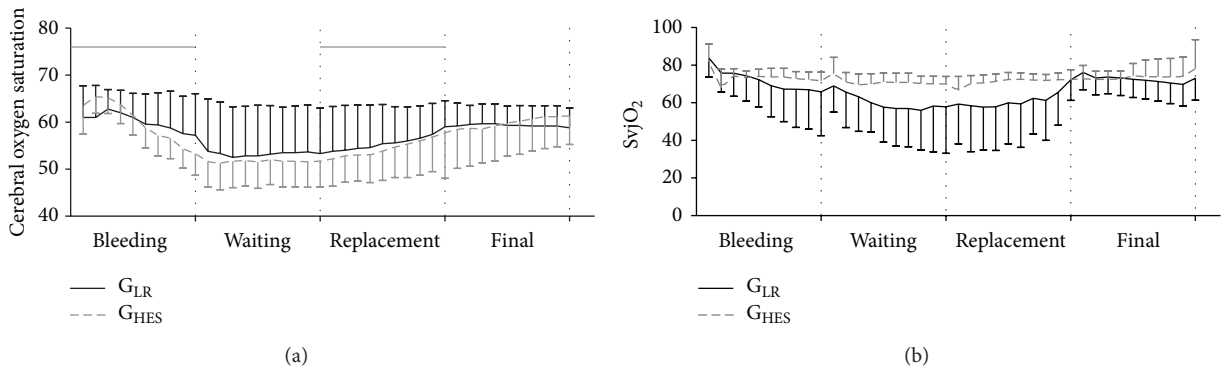 Cerebral oxygen saturation
80
70
60
50
40
Bleeding Waiting Replacement Final
G_LR
G_HES
(a)
SvjO₂
100
80
60
40
20
0
Bleeding Waiting Replacement Final
G_LR
G_HES
(b)